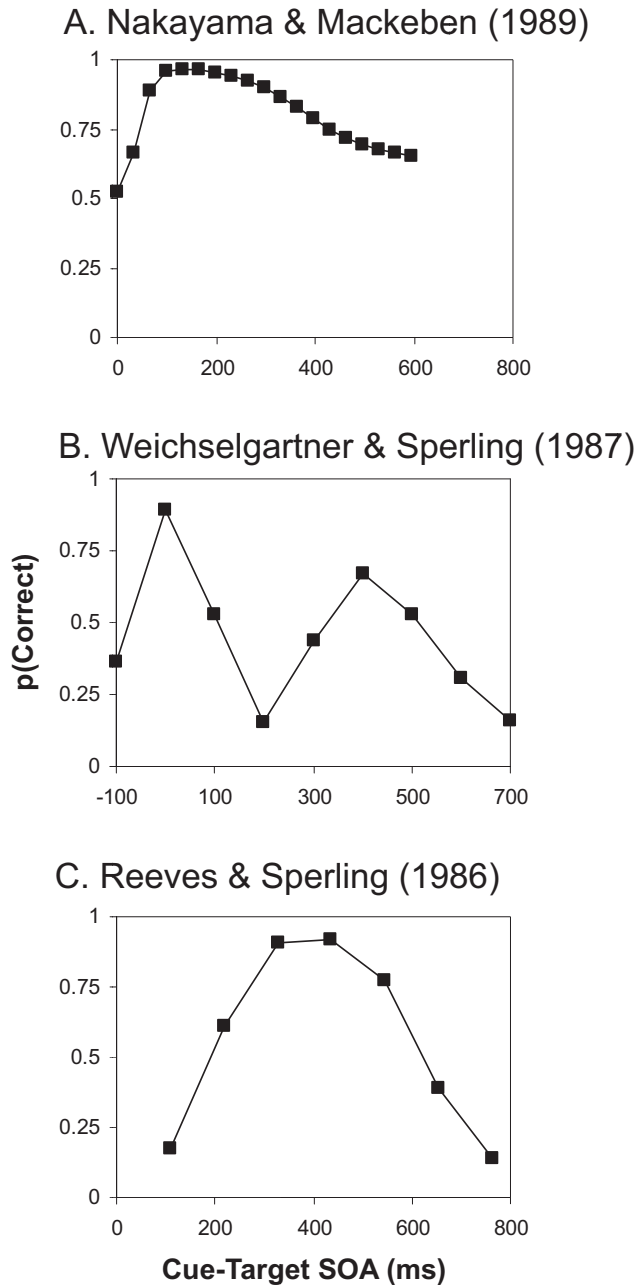 A. Nakayama & Mackeben (1989)
1
0.75
0.5
0.25
0
0 200 400 600 800
B. Weichselgartner & Sperling (1987)
1
0.75
0.5
0.25
0
-100 100 300 500 700
p(Correct)
C. Reeves & Sperling (1986)
1
0.75
0.5
0.25
0
0 200 400 600 800
Cue-Target SOA (ms)